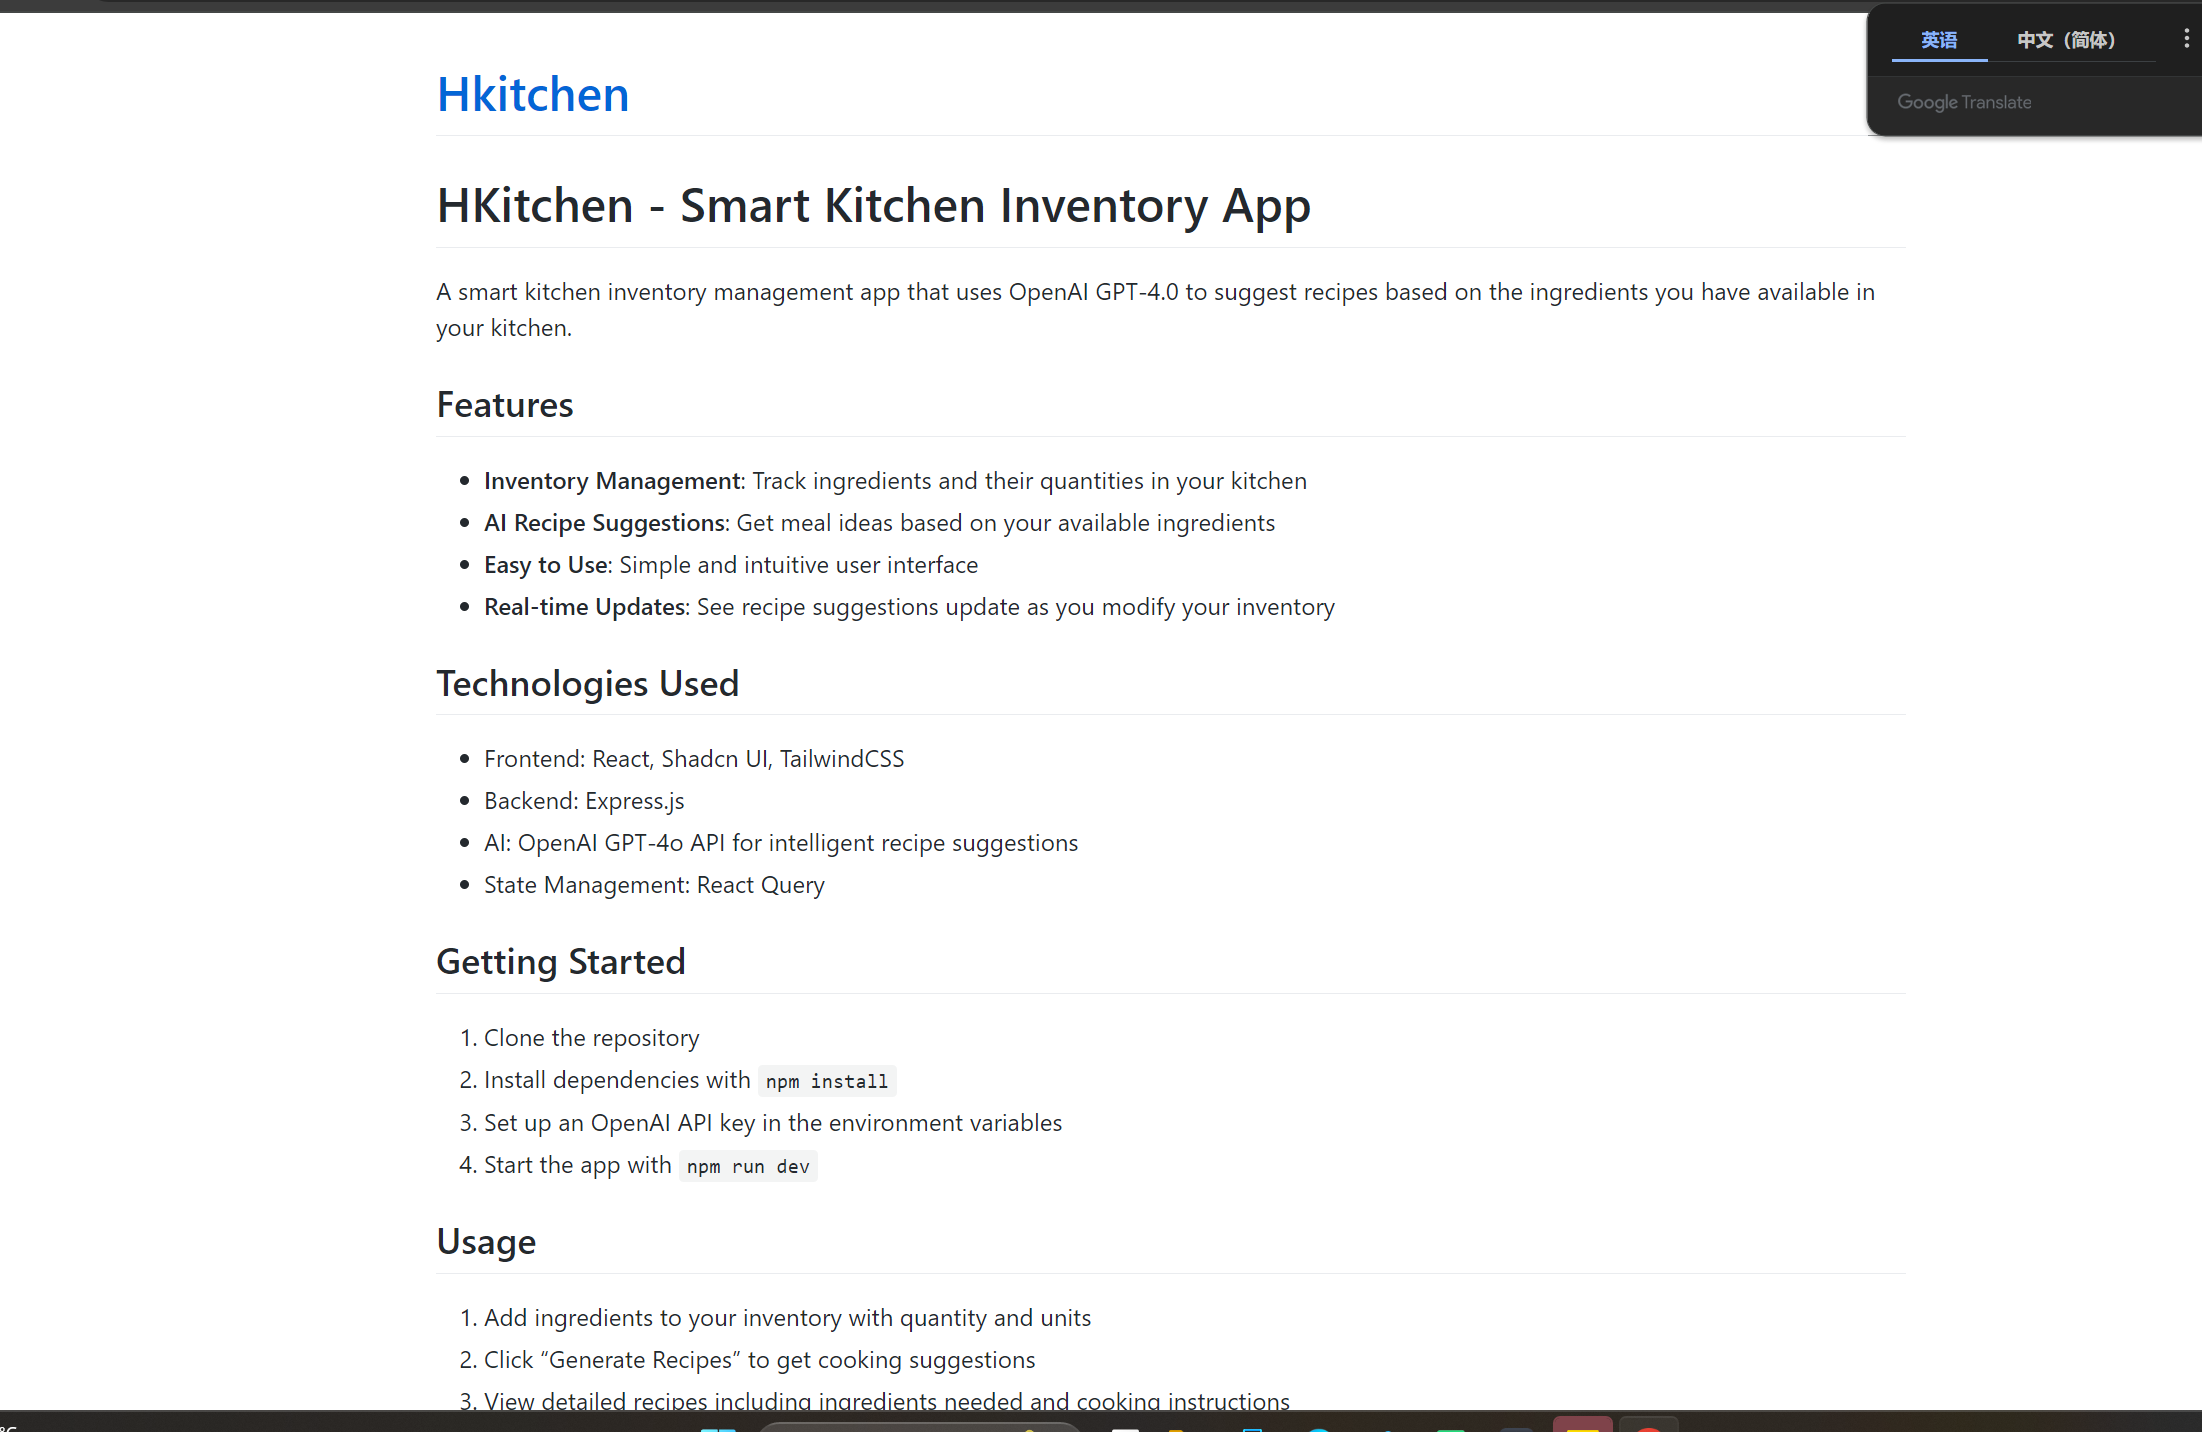 英语 中文（简体）
Google Translate
Hkitchen
HKitchen - Smart Kitchen Inventory App
A smart kitchen inventory management app that uses OpenAI GPT-4.0 to suggest recipes based on the ingredients you have available in
your kitchen.
Features
• Inventory Management: Track ingredients and their quantities in your kitchen
• AI Recipe Suggestions: Get meal ideas based on your available ingredients
• Easy to Use: Simple and intuitive user interface
• Real-time Updates: See recipe suggestions update as you modify your inventory
Technologies Used
• Frontend: React, Shadcn UI, TailwindCSS
• Backend: Express.js
• AI: OpenAI GPT-4o API for intelligent recipe suggestions
• State Management: React Query
Getting Started
1. Clone the repository
2. Install dependencies with npm install
3. Set up an OpenAI API key in the environment variables
4. Start the app with npm run dev
Usage
1. Add ingredients to your inventory with quantity and units
2. Click “Generate Recipes” to get cooking suggestions
3. View detailed recipes including ingredients needed and cooking instructions